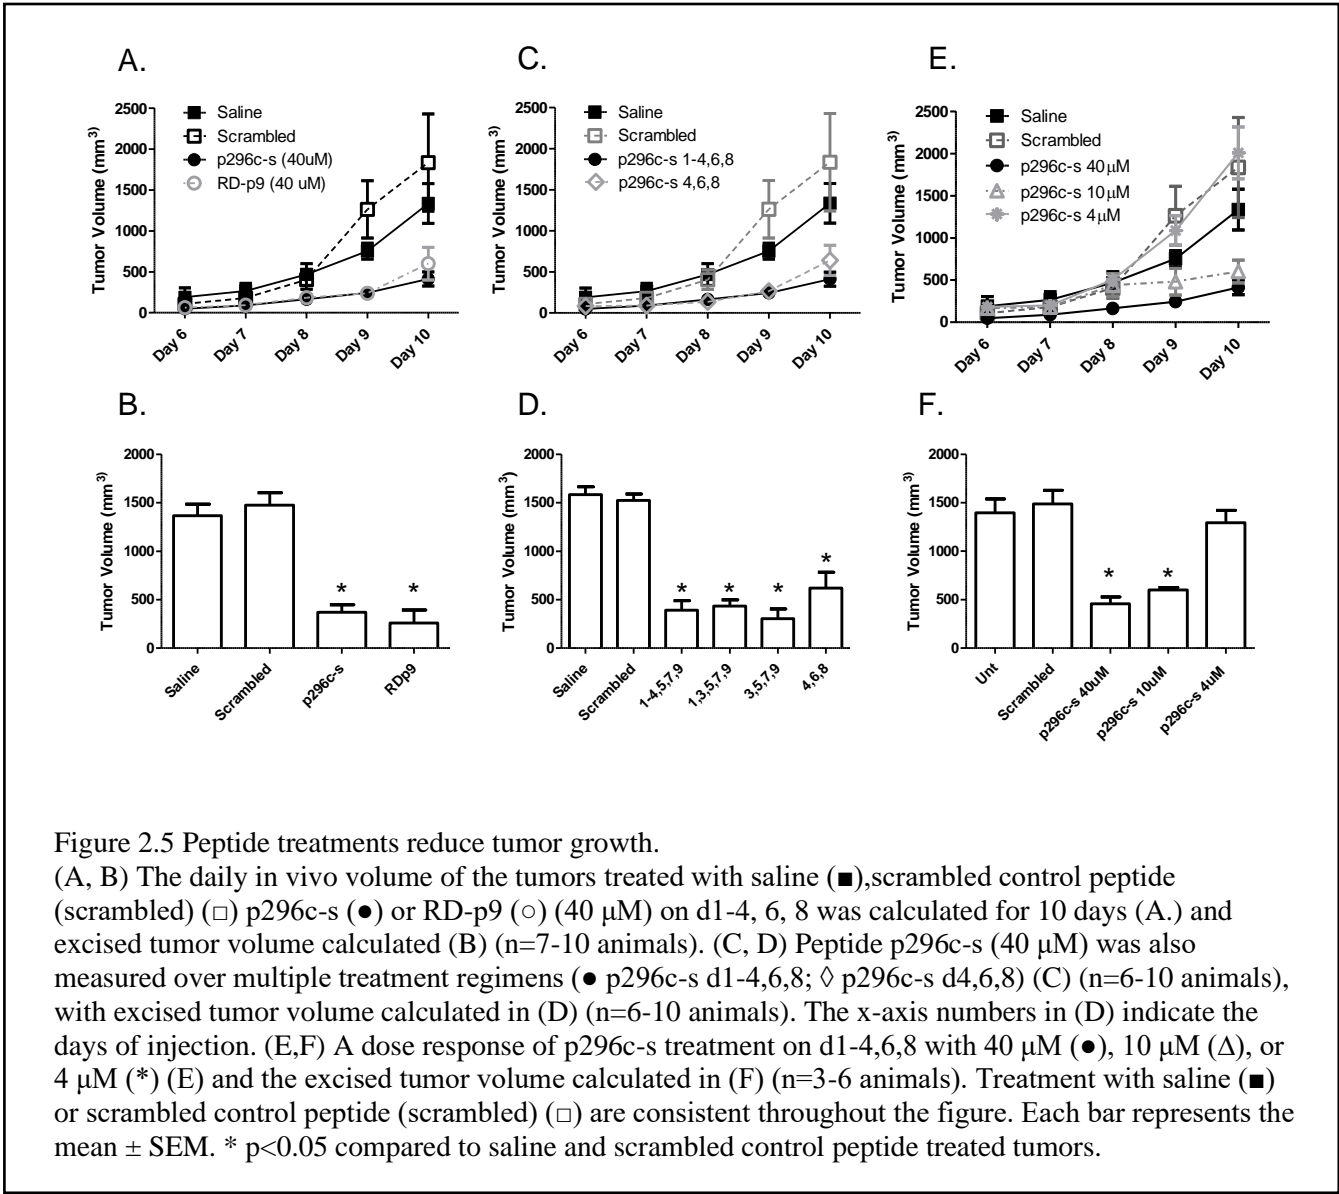 A.
2500
2000
1500
1000
500
0
Tumor Volume (mm3)
Saline
Scrambled
p296c-s (40uM)
RD-p9 (40 uM)
Day 6
Day 7
Day 8
Day 9
Day 10
C.
2500
2000
1500
1000
500
0
Tumor Volume (mm3)
Saline
Scrambled
p296c-s 1-4,6,8
p296c-s 4,6,8
Day 6
Day 7
Day 8
Day 9
Day 10
E.
2500
2000
1500
1000
500
0
Tumor Volume (mm3)
Saline
Scrambled
p296c-s 40µM
p296c-s 10µM
p296c-s 4µM
Day 6
Day 7
Day 8
Day 9
Day 10
B.
2000
1500
1000
500
0
Tumor Volume (mm3)
*
*
Saline
Scrambled
p296c-s
RDp9
D.
2000
1500
1000
500
0
Tumor Volume (mm3)
*
*
*
*
Saline
Scrambled
1-4,5,7,9
1,3,5,7,9
3,5,7,9
4,6,8
F.
2000
1500
1000
500
0
Tumor Volume (mm3)
*
*
Unt
Scrambled
p296c-s 40uM
p296c-s 10uM
p296c-s 4uM
Figure 2.5 Peptide treatments reduce tumor growth.
(A, B) The daily in vivo volume of the tumors treated with saline (■),scrambled control peptide
(scrambled) (□) p296c-s (●) or RD-p9 (○) (40 μM) on d1-4, 6, 8 was calculated for 10 days (A.) and
excised tumor volume calculated (B) (n=7-10 animals). (C, D) Peptide p296c-s (40 μM) was also
measured over multiple treatment regimens (● p296c-s d1-4,6,8; ◊ p296c-s d4,6,8) (C) (n=6-10 animals),
with excised tumor volume calculated in (D) (n=6-10 animals). The x-axis numbers in (D) indicate the
days of injection. (E,F) A dose response of p296c-s treatment on d1-4,6,8 with 40 μM (●), 10 μM (Δ), or
4 μM (*) (E) and the excised tumor volume calculated in (F) (n=3-6 animals). Treatment with saline (■)
or scrambled control peptide (scrambled) (□) are consistent throughout the figure. Each bar represents the
mean ± SEM. * p<0.05 compared to saline and scrambled control peptide treated tumors.